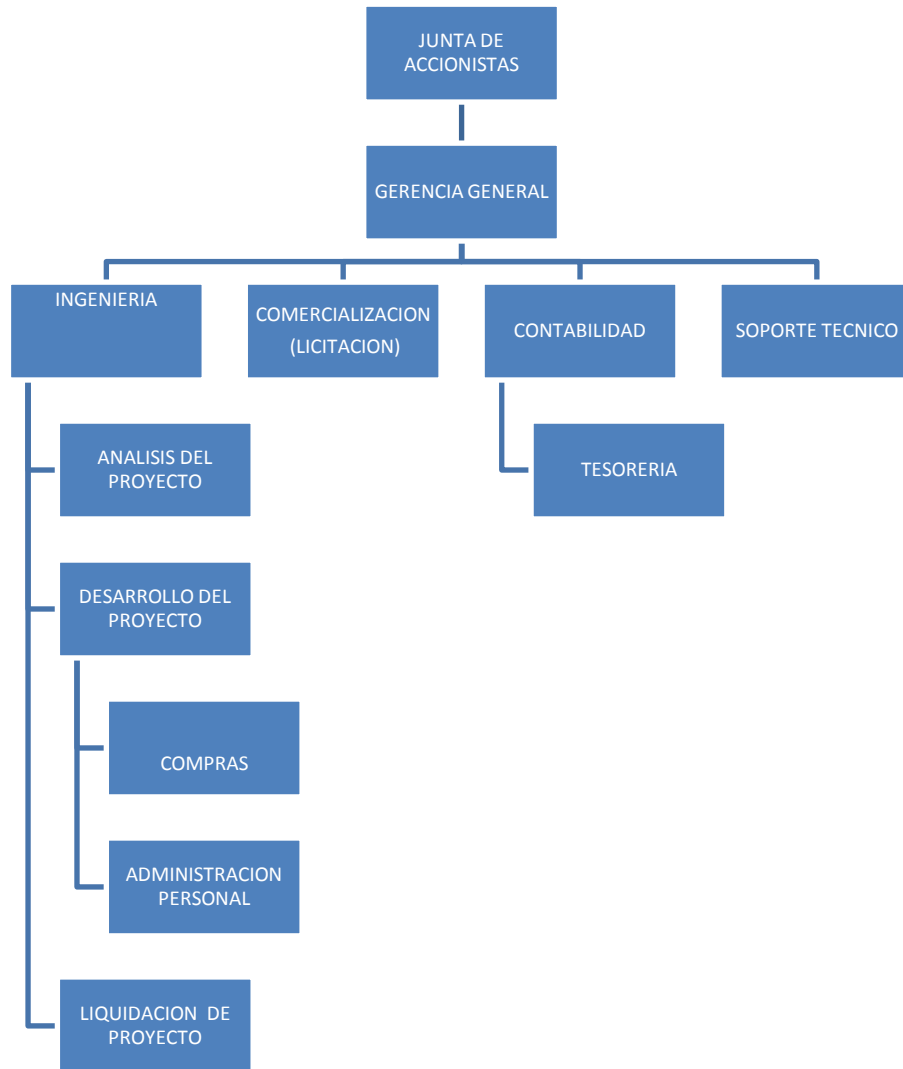 JUNTA DE
ACCIONISTAS
GERENCIA GENERAL
INGENIERIA
COMERCIALIZACION
(LICITACION)
CONTABILIDAD
SOPORTE TECNICO
ANALISIS DEL
PROYECTO
TESORERIA
DESARROLLO DEL
PROYECTO
COMPRAS
ADMINISTRACION
PERSONAL
LIQUIDACION DE
PROYECTO